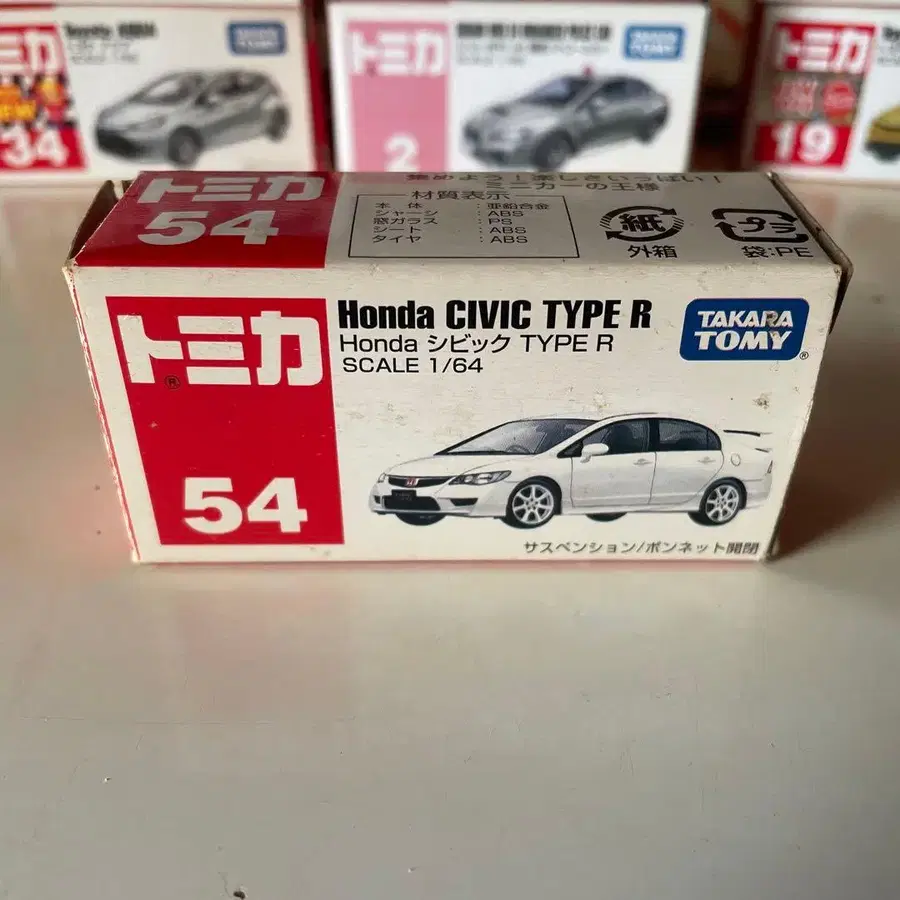 トミカ
34
TAKARA
TOMY
トミカ
2
TAKARA
TOMY
トミカ
19
トミカ
54
集めよう!楽しさいっぱい!
ミニカーの王様
材質表示
本体:亜鉛合金
シャーシ:ABS
窓ガラス:PS
シート:ABS
タイヤ:ABS
紙
外箱
プラ
袋:PE
トミカ®
54
Honda CIVIC TYPE R
Honda シビック TYPE R
SCALE 1/64
TAKARA
TOMY®
サスペンション/ボンネット開閉